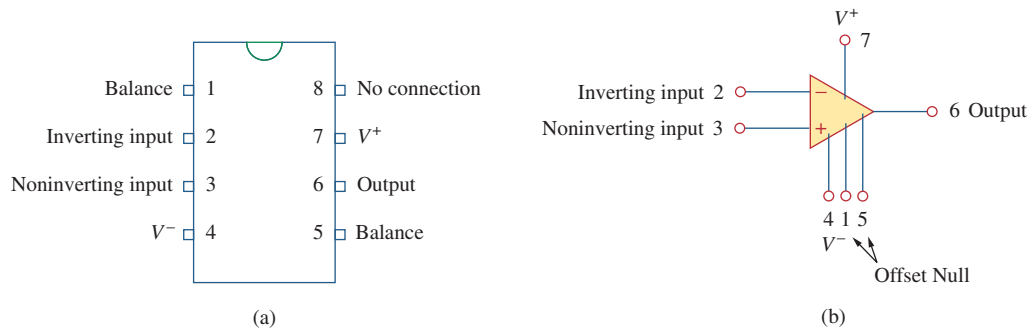 Balance 1 8 No connection
Inverting input 2 7 V+
Noninverting input 3 6 Output
V− 4 5 Balance
(a)
V+
7
Inverting input 2
−
6 Output
Noninverting input 3
+
4 1 5
V−
Offset Null
(b)